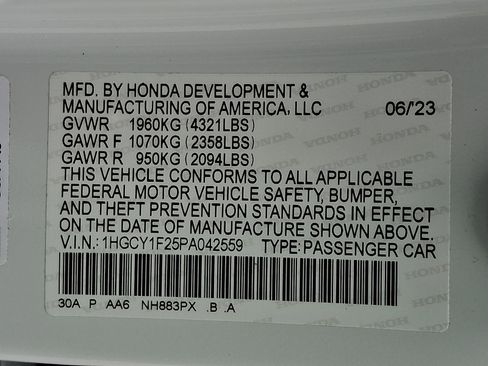 MFD. BY HONDA DEVELOPMENT &
MANUFACTURING OF AMERICA, LLC 06/'23
GVWR 1960KG (4321LBS)
GAWR F 1070KG (2358LBS)
GAWR R 950KG (2094LBS)
THIS VEHICLE CONFORMS TO ALL APPLICABLE
FEDERAL MOTOR VEHICLE SAFETY, BUMPER,
AND THEFT PREVENTION STANDARDS IN EFFECT
ON THE DATE OF MANUFACTURE SHOWN ABOVE.
V.I.N.: 1HGCY1F25PA042559 TYPE: PASSENGER CAR
30A P AA6 NH883PX .B .A